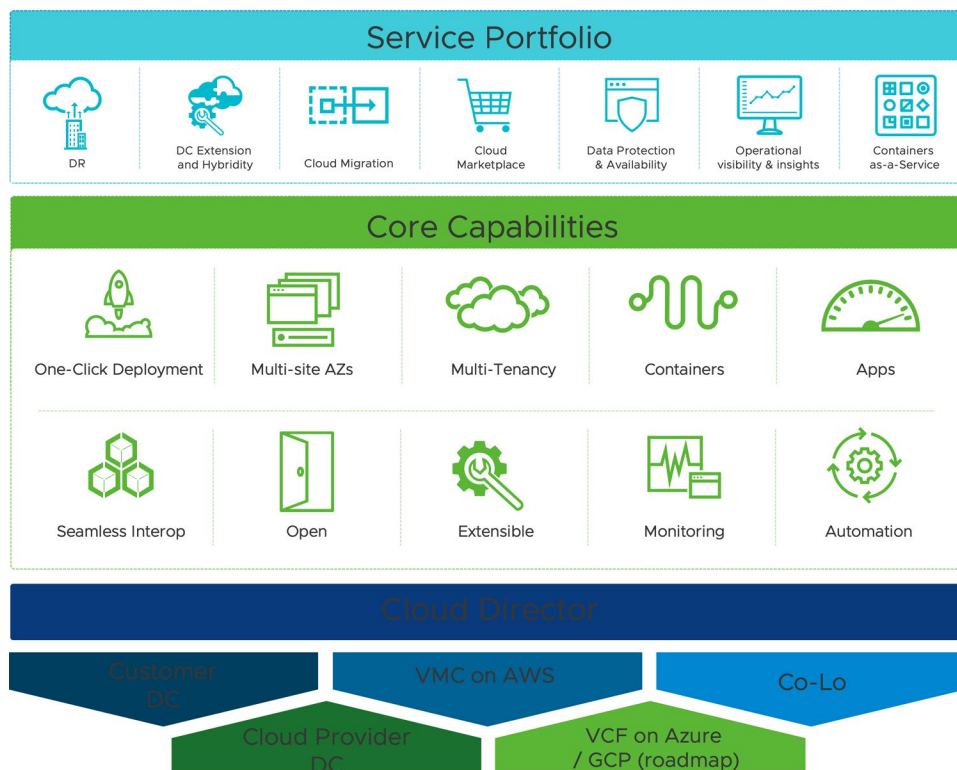 Service Portfolio
DR
DC Extension
and Hybridity
Cloud Migration
Cloud
Marketplace
Data Protection
& Availability
Operational
visibility & insights
Containers
as-a-Service
Core Capabilities
One-Click Deployment
Multi-site AZs
Multi-Tenancy
Containers
Apps
Seamless Interop
Open
Extensible
Monitoring
Automation
Cloud Director
Customer
DC
VMC on AWS
Co-Lo
Cloud Provider
DC
VCF on Azure
/ GCP (roadmap)